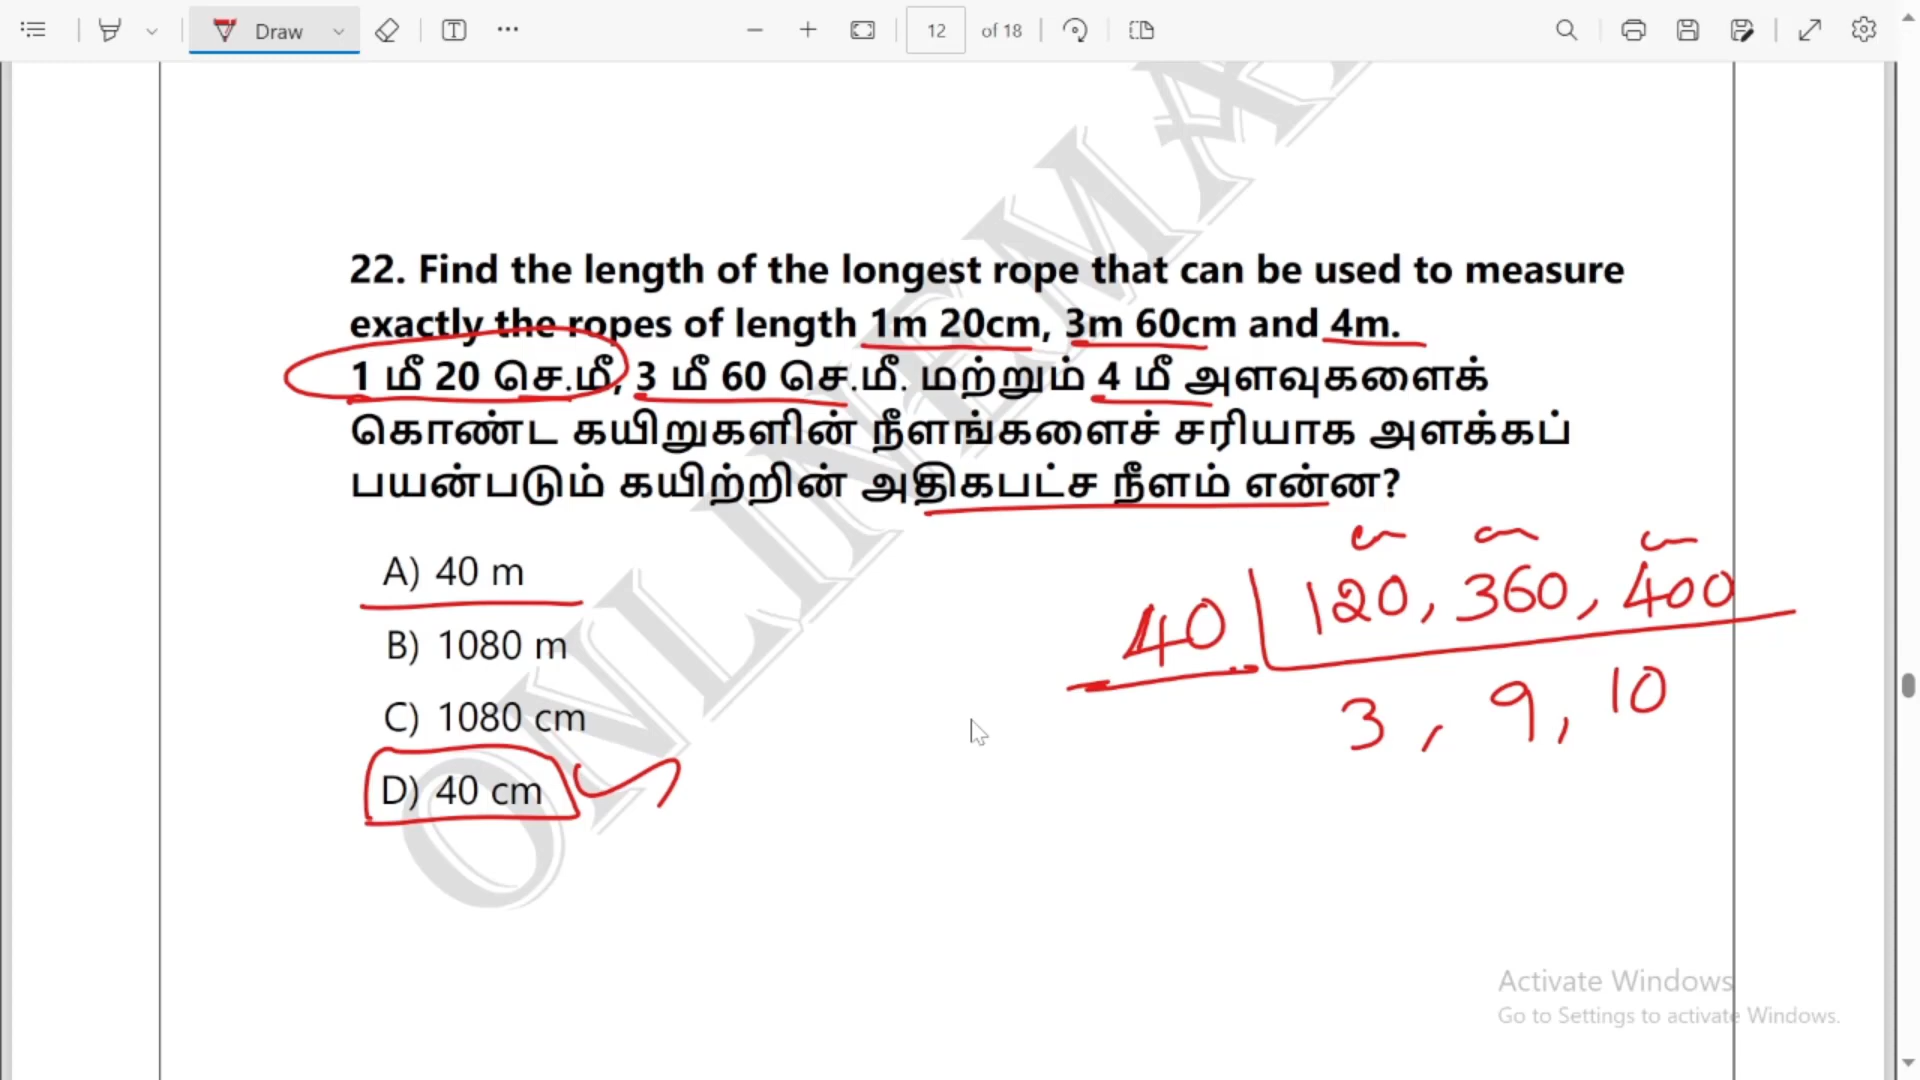 Draw
12 of 18
22. Find the length of the longest rope that can be used to measure
exactly the ropes of length 1m 20cm, 3m 60cm and 4m.
1 மீ 20 செ.மீ, 3 மீ 60 செ.மீ. மற்றும் 4 மீ அளவுகளைக்
கொண்ட கயிறுகளின் நீளங்களைச் சரியாக அளக்கப்
பயன்படும் கயிற்றின் அதிகபட்ச நீளம் என்ன?
A) 40 m
B) 1080 m
C) 1080 cm
D) 40 cm
cm cm cm
40 120, 360, 400
3, 9, 10
Activate Windows
Go to Settings to activate Windows.